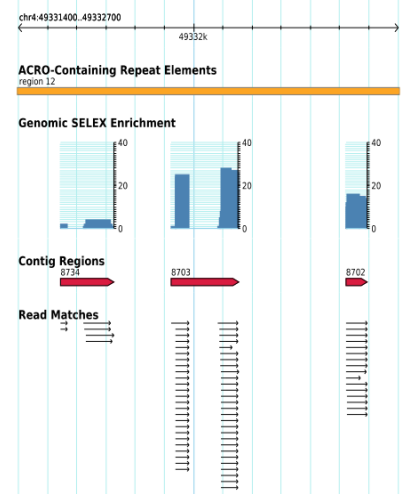 chr4:49331400..49332700
49332k
ACRO-Containing Repeat Elements
region 12
Genomic SELEX Enrichment
40 40 40
20 20 20
0 0 0
Contig Regions
8734 8703 8702
Read Matches